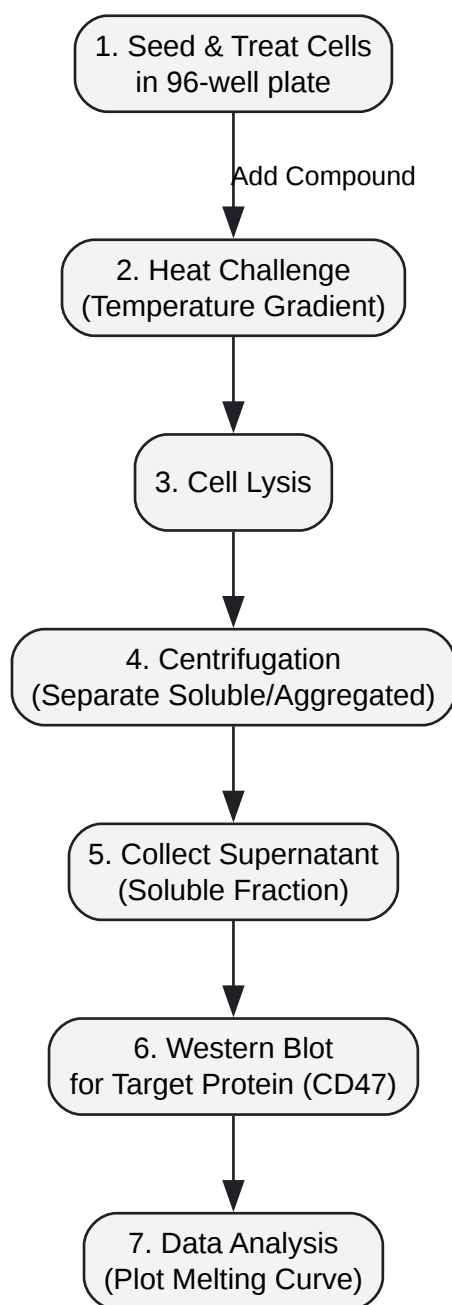 1. Seed & Treat Cells
in 96-well plate
Add Compound
2. Heat Challenge
(Temperature Gradient)
3. Cell Lysis
4. Centrifugation
(Separate Soluble/Aggregated)
5. Collect Supernatant
(Soluble Fraction)
6. Western Blot
for Target Protein (CD47)
7. Data Analysis
(Plot Melting Curve)